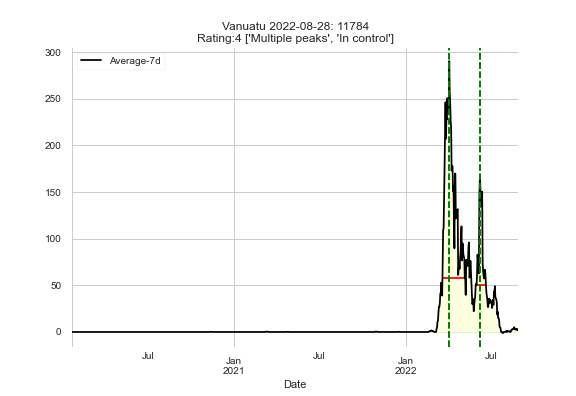 Vanuatu 2022-08-28: 11784
Rating:4 ['Multiple peaks', 'In control']
Average-7d
300
250
200
150
100
50
0
Jul
Jan
2021
Jul
Jan
2022
Jul
Date